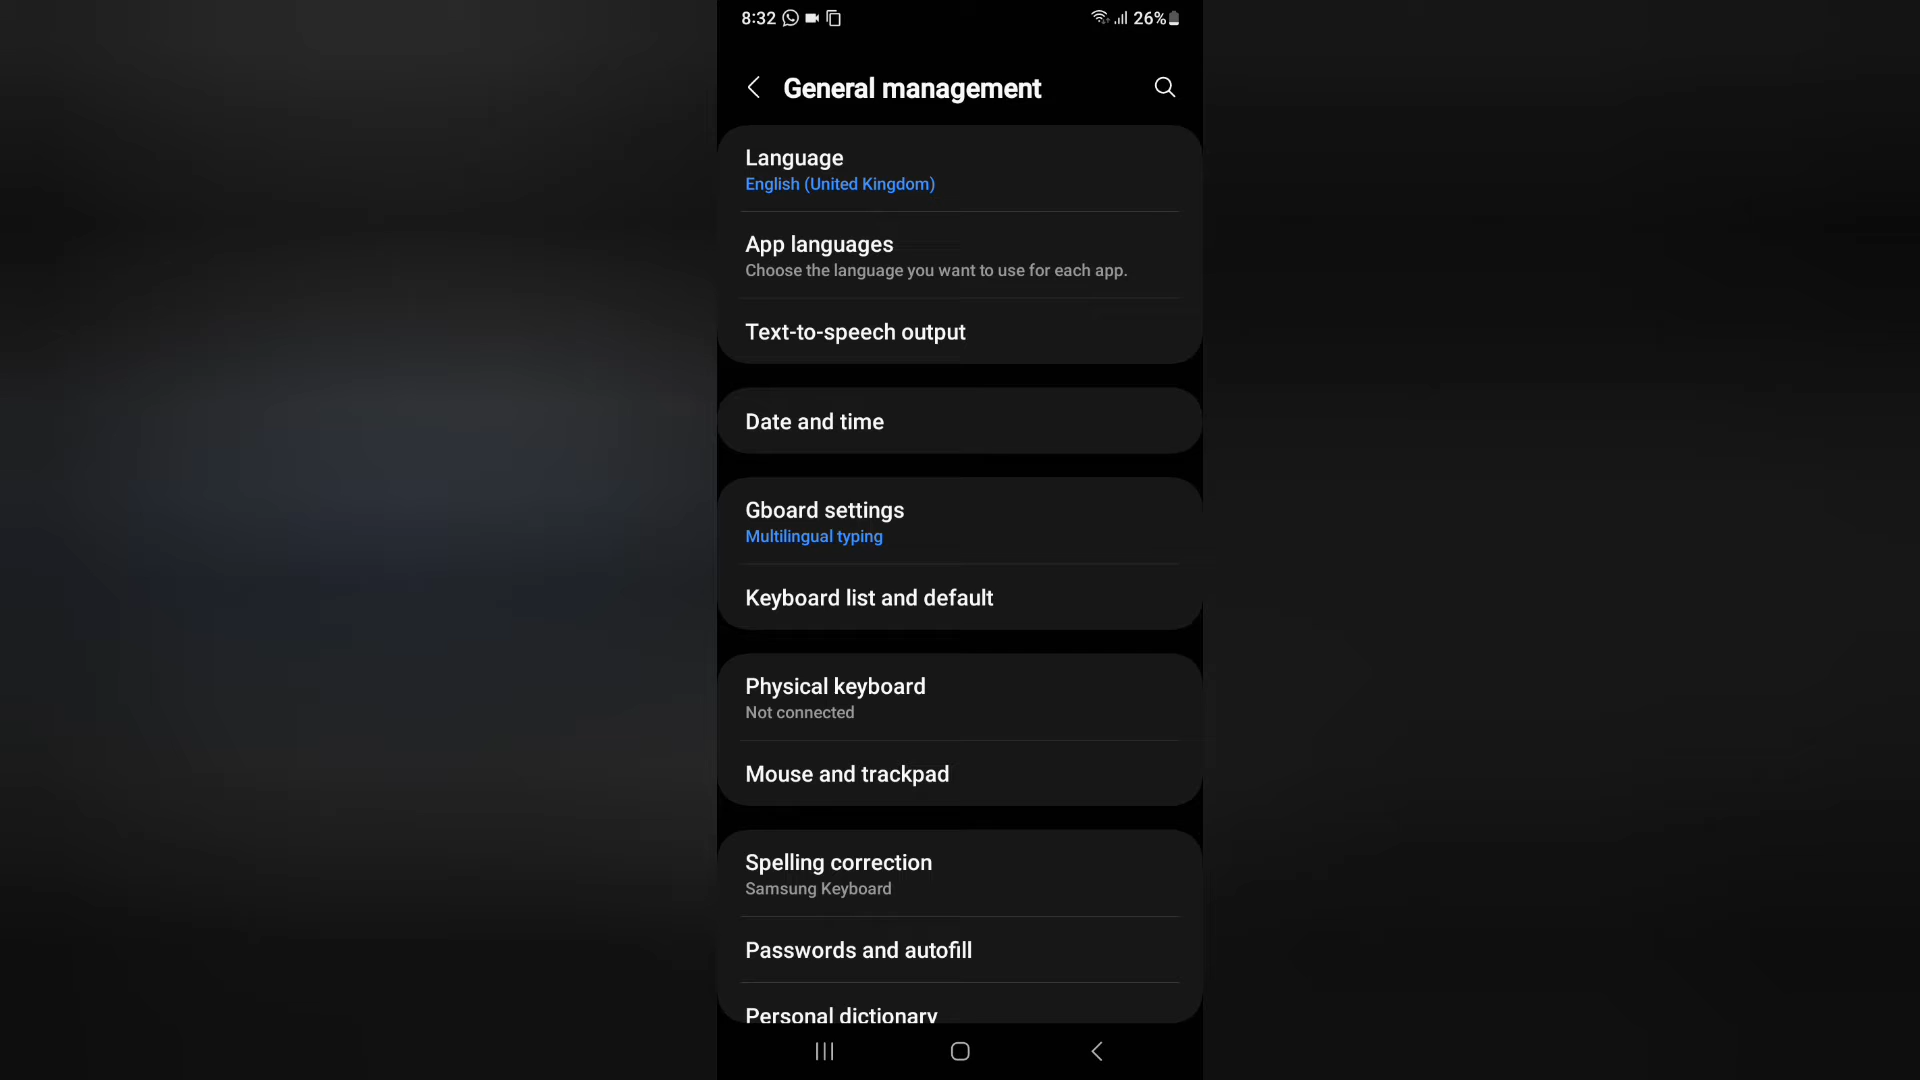 8:32 26%
General management
Language
English (United Kingdom)
App languages
Choose the language you want to use for each app.
Text-to-speech output
Date and time
Gboard settings
Multilingual typing
Keyboard list and default
Physical keyboard
Not connected
Mouse and trackpad
Spelling correction
Samsung Keyboard
Passwords and autofill
Personal dictionary